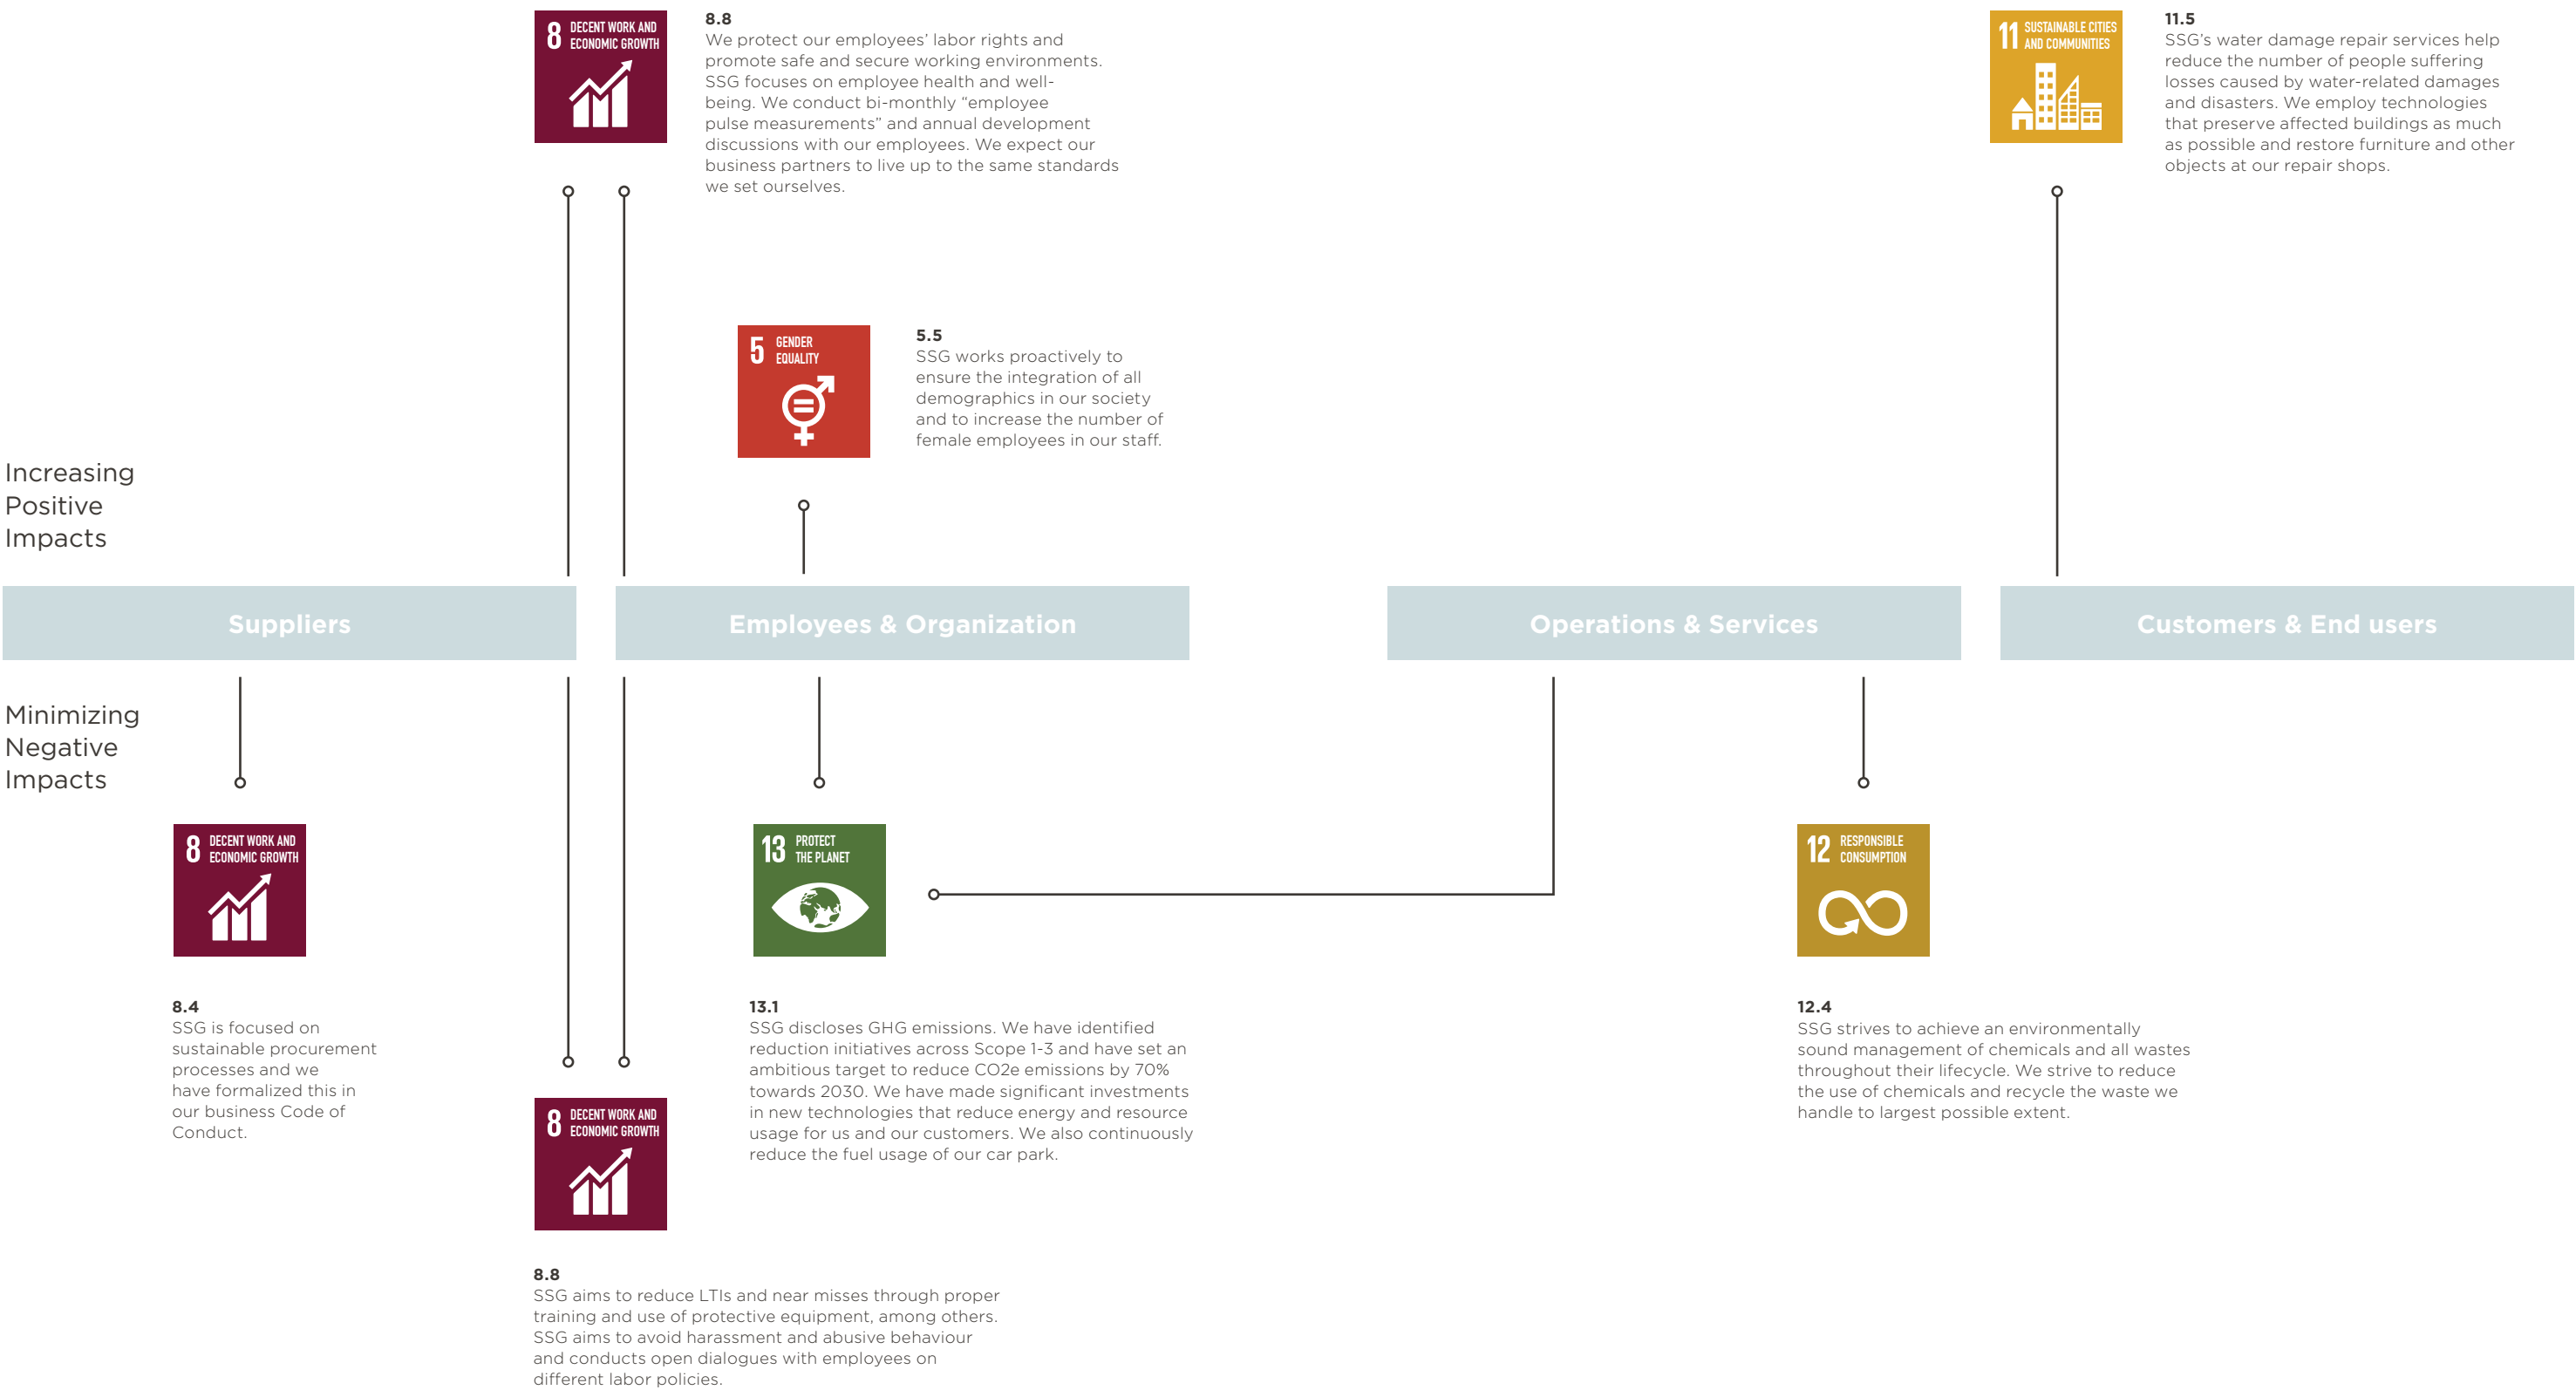 8 DECENT WORK AND
ECONOMIC GROWTH
8.8
We protect our employees’ labor rights and
promote safe and secure working environments.
SSG focuses on employee health and well-
being. We conduct bi-monthly “employee
pulse measurements” and annual development
discussions with our employees. We expect our
business partners to live up to the same standards
we set ourselves.
11 SUSTAINABLE CITIES
AND COMMUNITIES
11.5
SSG’s water damage repair services help
reduce the number of people suffering
losses caused by water-related damages
and disasters. We employ technologies
that preserve affected buildings as much
as possible and restore furniture and other
objects at our repair shops.
5 GENDER
EQUALITY
5.5
SSG works proactively to
ensure the integration of all
demographics in our society
and to increase the number of
female employees in our staff.
Increasing
Positive
Impacts
Suppliers
Employees & Organization
Operations & Services
Customers & End users
Minimizing
Negative
Impacts
8 DECENT WORK AND
ECONOMIC GROWTH
8.4
SSG is focused on
sustainable procurement
processes and we
have formalized this in
our business Code of
Conduct.
13 PROTECT
THE PLANET
13.1
SSG discloses GHG emissions. We have identified
reduction initiatives across Scope 1-3 and have set an
ambitious target to reduce CO2e emissions by 70%
towards 2030. We have made significant investments
in new technologies that reduce energy and resource
usage for us and our customers. We also continuously
reduce the fuel usage of our car park.
12 RESPONSIBLE
CONSUMPTION
12.4
SSG strives to achieve an environmentally
sound management of chemicals and all wastes
throughout their lifecycle. We strive to reduce
the use of chemicals and recycle the waste we
handle to largest possible extent.
8 DECENT WORK AND
ECONOMIC GROWTH
8.8
SSG aims to reduce LTIs and near misses through proper
training and use of protective equipment, among others.
SSG aims to avoid harassment and abusive behaviour
and conducts open dialogues with employees on
different labor policies.